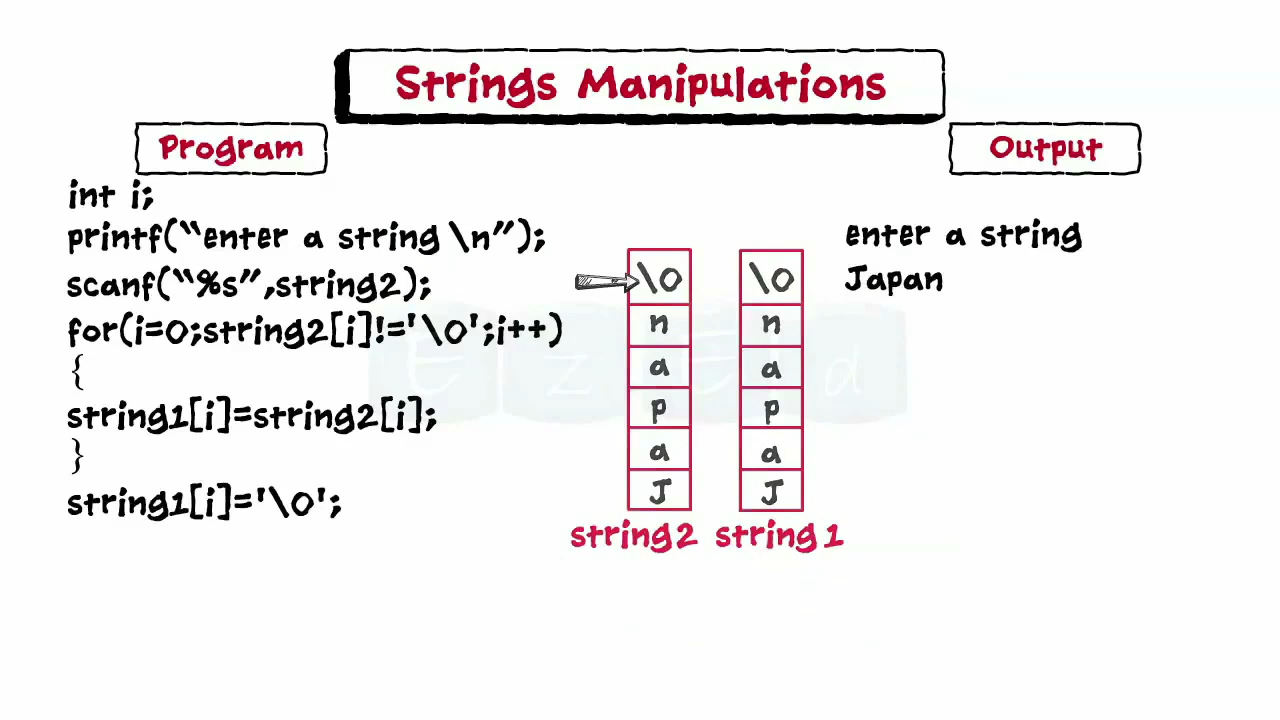 Strings Manipulations
Program
Output
int i;
printf("enter a string \n");
scanf("%s",string2);
for(i=0;string2[i]!='\0';i++)
{
string1[i]=string2[i];
}
string1[i]='\0';
\0
n
a
p
a
J
string2
\0
n
a
p
a
J
string1
enter a string
Japan
E z E d